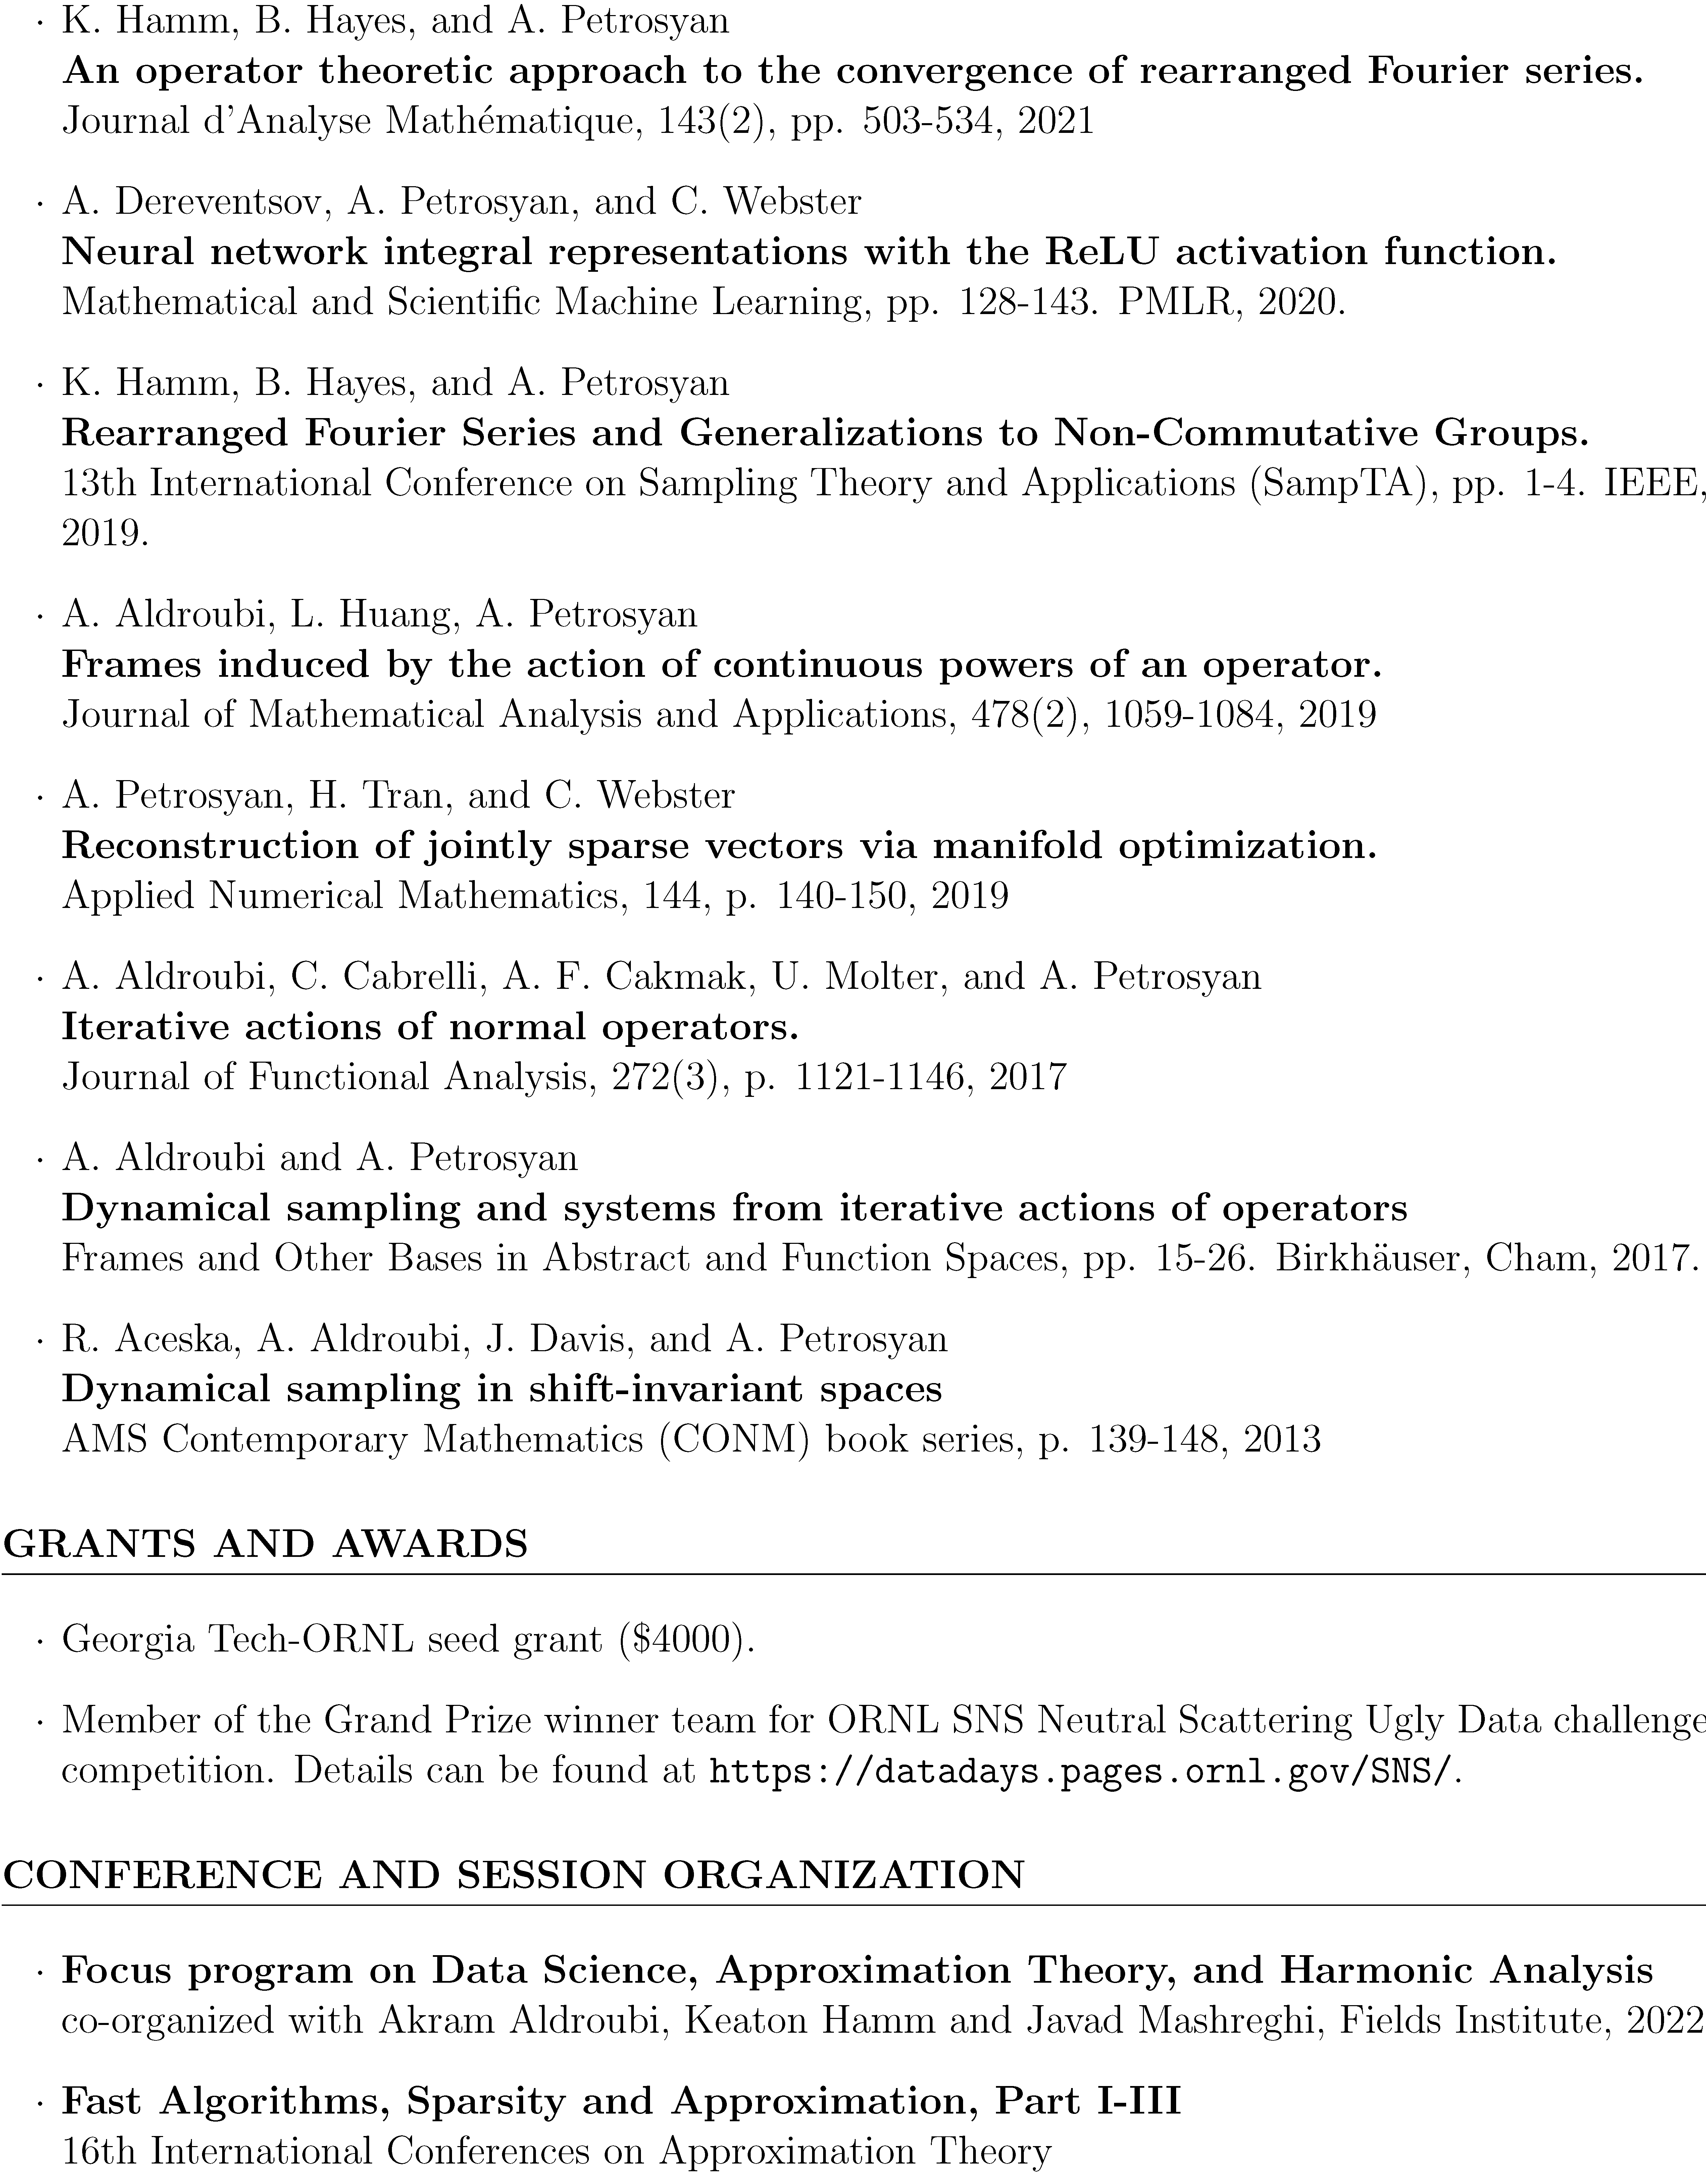 · K. Hamm, B. Hayes, and A. Petrosyan
An operator theoretic approach to the convergence of rearranged Fourier series.
Journal d'Analyse Mathématique, 143(2), pp. 503-534, 2021
· A. Dereventsov, A. Petrosyan, and C. Webster
Neural network integral representations with the ReLU activation function.
Mathematical and Scientific Machine Learning, pp. 128-143. PMLR, 2020.
· K. Hamm, B. Hayes, and A. Petrosyan
Rearranged Fourier Series and Generalizations to Non-Commutative Groups.
13th International Conference on Sampling Theory and Applications (SampTA), pp. 1-4. IEEE,
2019.
· A. Aldroubi, L. Huang, A. Petrosyan
Frames induced by the action of continuous powers of an operator.
Journal of Mathematical Analysis and Applications, 478(2), 1059-1084, 2019
· A. Petrosyan, H. Tran, and C. Webster
Reconstruction of jointly sparse vectors via manifold optimization.
Applied Numerical Mathematics, 144, p. 140-150, 2019
· A. Aldroubi, C. Cabrelli, A. F. Cakmak, U. Molter, and A. Petrosyan
Iterative actions of normal operators.
Journal of Functional Analysis, 272(3), p. 1121-1146, 2017
· A. Aldroubi and A. Petrosyan
Dynamical sampling and systems from iterative actions of operators
Frames and Other Bases in Abstract and Function Spaces, pp. 15-26. Birkhäuser, Cham, 2017.
· R. Aceska, A. Aldroubi, J. Davis, and A. Petrosyan
Dynamical sampling in shift-invariant spaces
AMS Contemporary Mathematics (CONM) book series, p. 139-148, 2013
GRANTS AND AWARDS
· Georgia Tech-ORNL seed grant ($4000).
· Member of the Grand Prize winner team for ORNL SNS Neutral Scattering Ugly Data challenge
competition. Details can be found at https://datadays.pages.ornl.gov/SNS/.
CONFERENCE AND SESSION ORGANIZATION
· Focus program on Data Science, Approximation Theory, and Harmonic Analysis
co-organized with Akram Aldroubi, Keaton Hamm and Javad Mashreghi, Fields Institute, 2022
· Fast Algorithms, Sparsity and Approximation, Part I-III
16th International Conferences on Approximation Theory